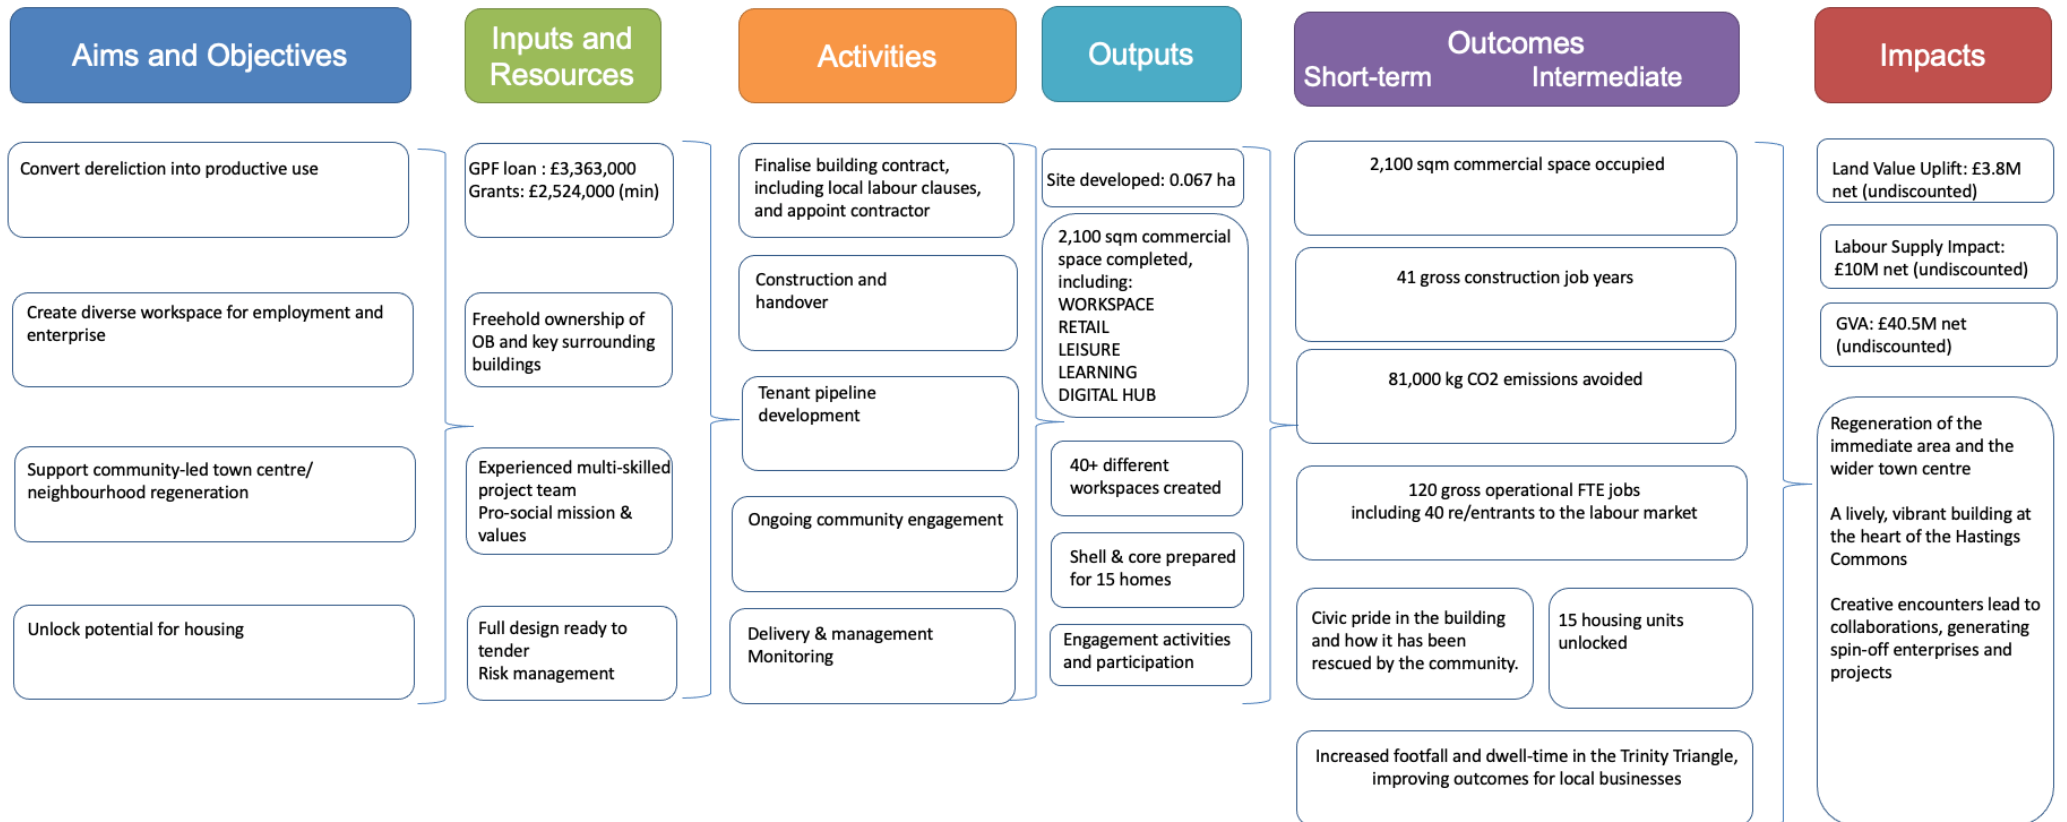 Aims and Objectives
Inputs and
Resources
Activities
Outputs
Outcomes
Short-term Intermediate
Impacts
Convert dereliction into productive use
Create diverse workspace for employment and
enterprise
Support community-led town centre/
neighbourhood regeneration
Unlock potential for housing
GPF loan : £3,363,000
Grants: £2,524,000 (min)
Freehold ownership of
OB and key surrounding
buildings
Experienced multi-skilled
project team
Pro-social mission &
values
Full design ready to
tender
Risk management
Finalise building contract,
including local labour clauses,
and appoint contractor
Construction and
handover
Tenant pipeline
development
Ongoing community engagement
Delivery & management
Monitoring
Site developed: 0.067 ha
2,100 sqm commercial
space completed,
including:
WORKSPACE
RETAIL
LEISURE
LEARNING
DIGITAL HUB
40+ different
workspaces created
Shell & core prepared
for 15 homes
Engagement activities
and participation
2,100 sqm commercial space occupied
41 gross construction job years
81,000 kg CO2 emissions avoided
120 gross operational FTE jobs
including 40 re/entrants to the labour market
Civic pride in the building
and how it has been
rescued by the community.
15 housing units
unlocked
Increased footfall and dwell-time in the Trinity Triangle,
improving outcomes for local businesses
Land Value Uplift: £3.8M
net (undiscounted)
Labour Supply Impact:
£10M net (undiscounted)
GVA: £40.5M net
(undiscounted)
Regeneration of the
immediate area and the
wider town centre
A lively, vibrant building at
the heart of the Hastings
Commons
Creative encounters lead to
collaborations, generating
spin-off enterprises and
projects